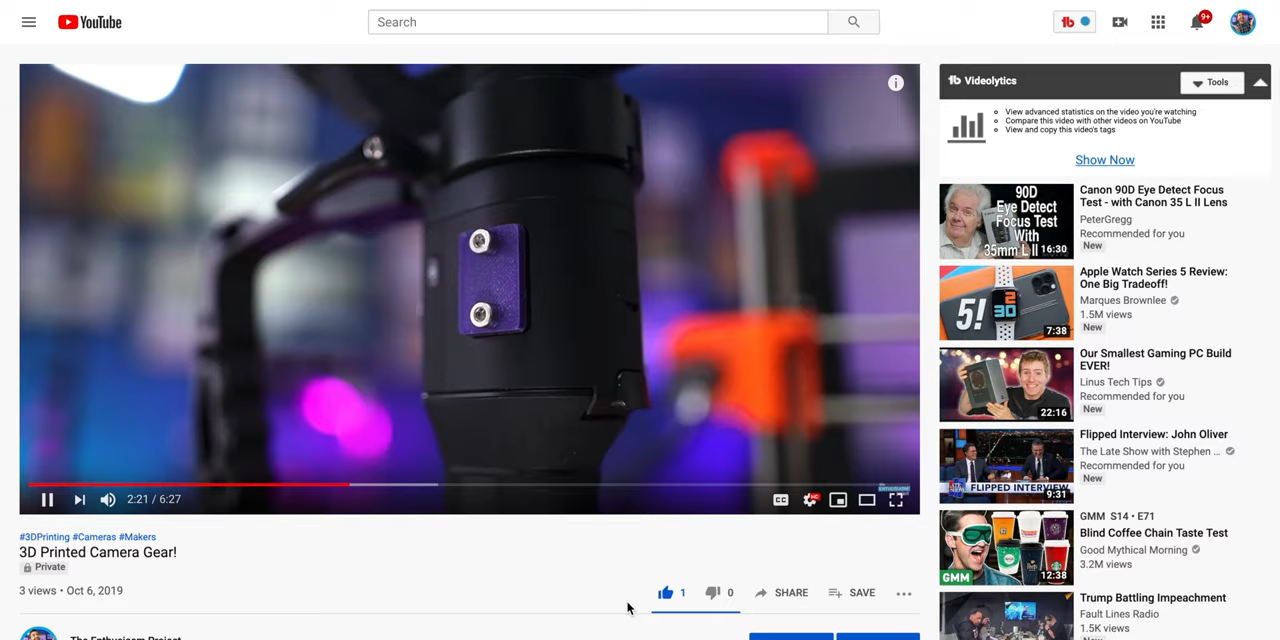 YouTube
Search
9+
i
tb Videolytics
Tools
View advanced statistics on the video you're watching
Compare this video with other videos on YouTube
View and copy this video's tags
Show Now
90D
Eye Detect
Focus
Test
With
35mm L II
16:30
Canon 90D Eye Detect Focus
Test - with Canon 35 L II Lens
PeterGregg
Recommended for you
New
5!
2
30
7:38
Apple Watch Series 5 Review:
One Big Tradeoff!
Marques Brownlee
1.5M views
New
22:16
Our Smallest Gaming PC Build
EVER!
Linus Tech Tips
Recommended for you
New
FLIPPED INTERVIEW
9:31
Flipped Interview: John Oliver
The Late Show with Stephen ...
Recommended for you
New
GMM
12:38
GMM S14 • E71
Blind Coffee Chain Taste Test
Good Mythical Morning
3.2M views
Trump Battling Impeachment
Fault Lines Radio
1.5K views
2:21 / 6:27
CC
HD
#3DPrinting #Cameras #Makers
3D Printed Camera Gear!
Private
3 views • Oct 6, 2019
1
0
SHARE
SAVE
The Enthusiasm Project